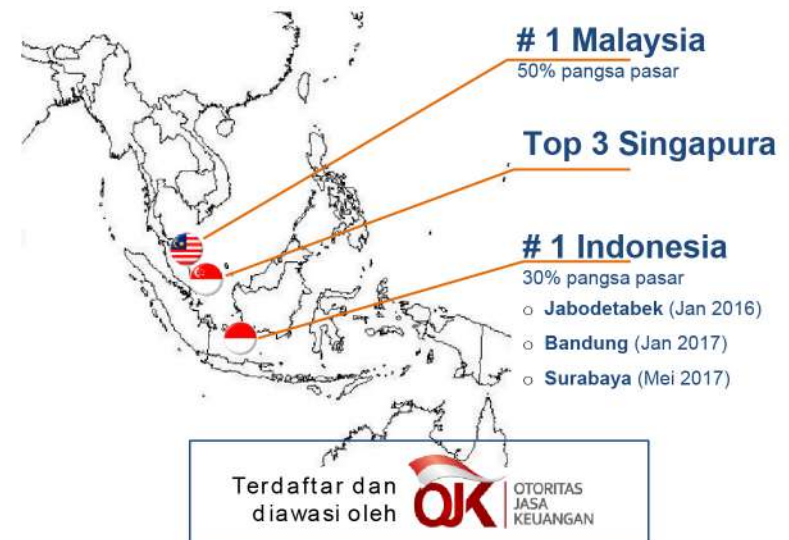 # 1 Malaysia
50% pangsa pasar
Top 3 Singapura
# 1 Indonesia
30% pangsa pasar
o Jabodetabek (Jan 2016)
o Bandung (Jan 2017)
o Surabaya (Mei 2017)
Terdaftar dan
diawasi oleh
OJK
OTORITAS
JASA
KEUANGAN